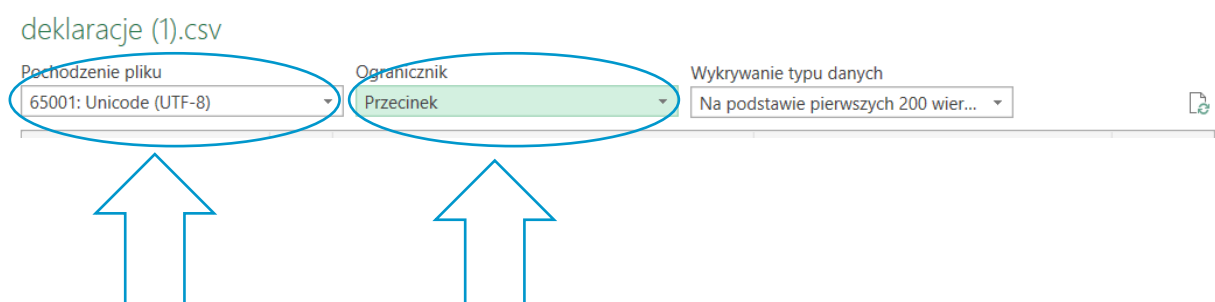 deklaracje (1).csv
Pochodzenie pliku
65001: Unicode (UTF-8)
Ogranicznik
Przecinek
Wykrywanie typu danych
Na podstawie pierwszych 200 wier...